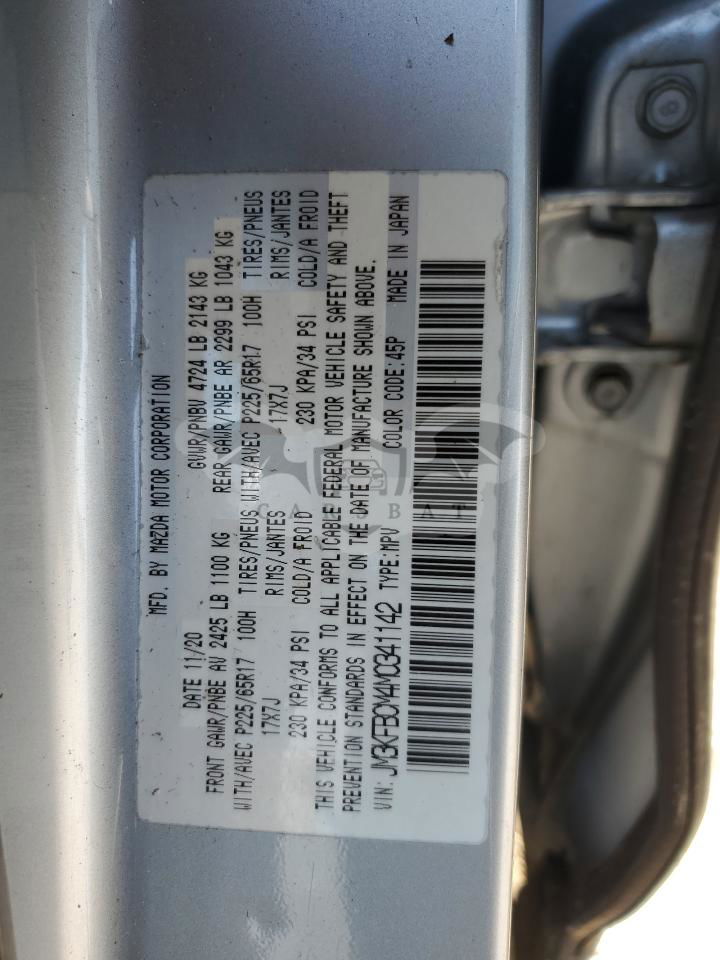 MFD. BY MAZDA MOTOR CORPORATION
DATE 11/20 GVWR/PNBV 4724 LB 2143 KG
FRONT GAWR/PNBE AV 2425 LB 1100 KG REAR GAWR/PNBE AR 2299 LB 1043 KG
WITH/AVEC P225/65R17 100H TIRES/PNEUS WITH/AVEC P225/65R17 100H TIRES/PNEUS
17X7J RIMS/JANTES 17X7J RIMS/JANTES
230 KPA/34 PSI COLD/A FROID 230 KPA/34 PSI COLD/A FROID
THIS VEHICLE CONFORMS TO ALL APPLICABLE FEDERAL MOTOR VEHICLE SAFETY AND THEFT
PREVENTION STANDARDS IN EFFECT ON THE DATE OF MANUFACTURE SHOWN ABOVE.
VIN: JM3KFBCM4M0341142 TYPE:MPV COLOR CODE:45P MADE IN JAPAN
CARSBAT